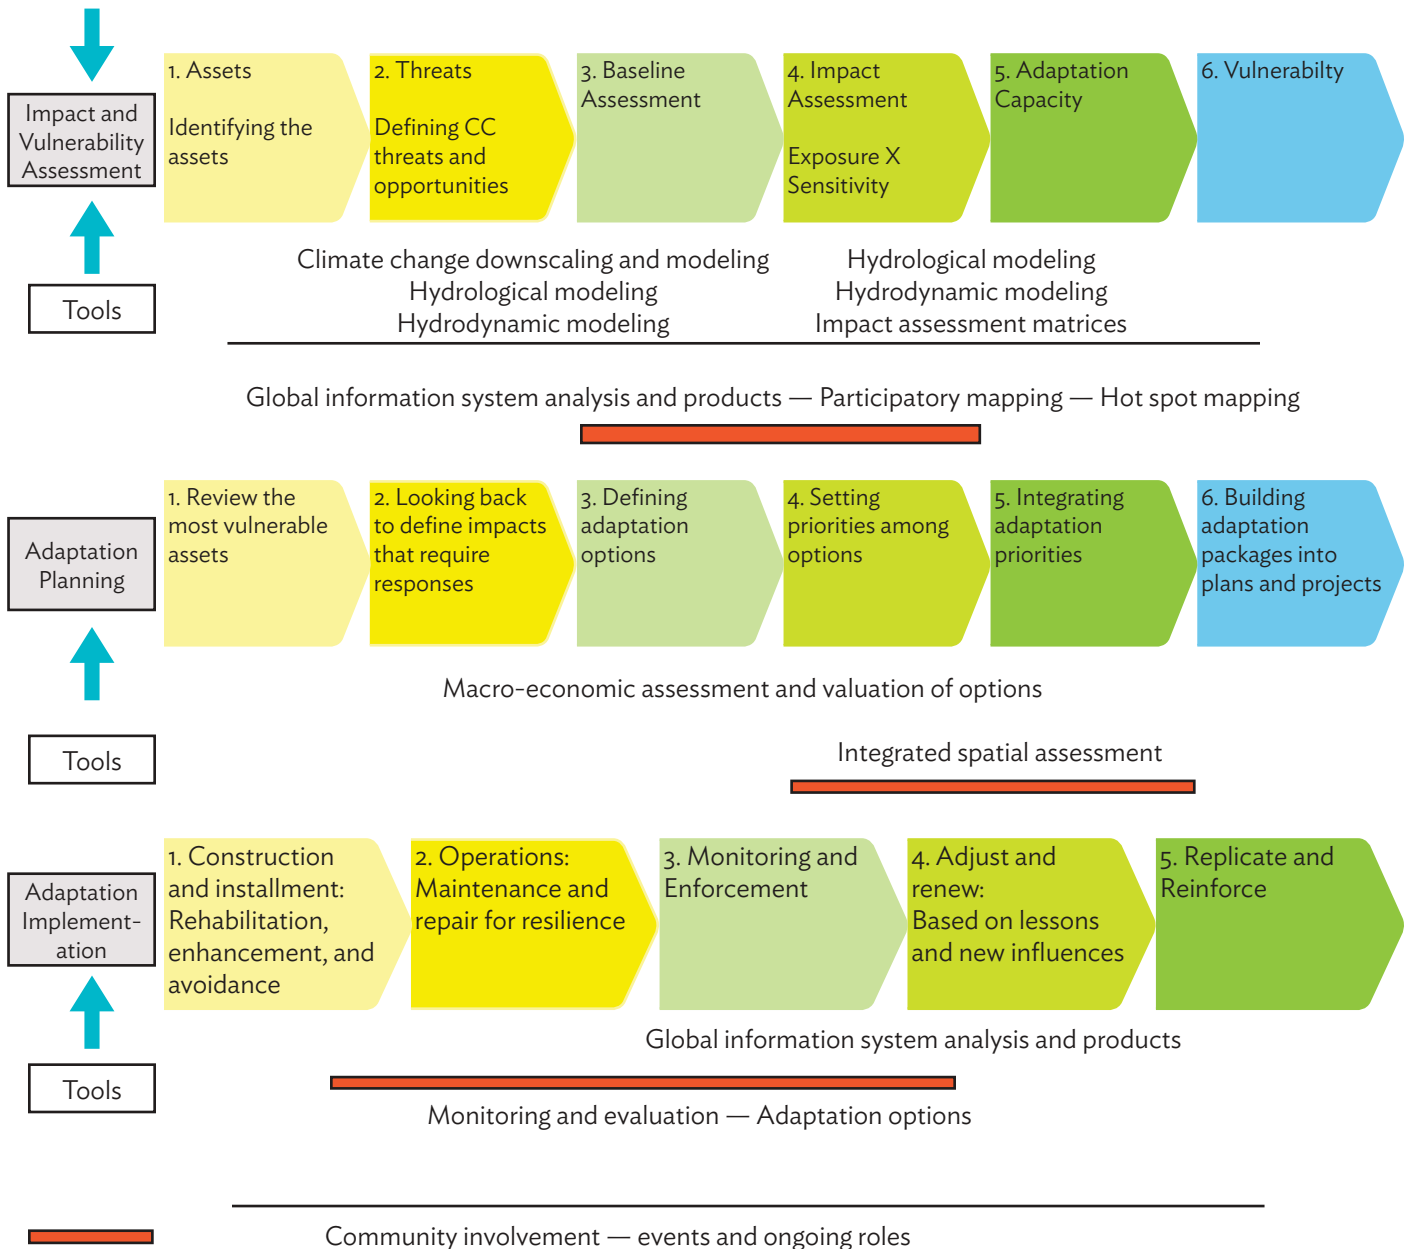 Impact and
Vulnerability
Assessment
1. Assets
Identifying the
assets
2. Threats
Defining CC
threats and
opportunities
3. Baseline
Assessment
4. Impact
Assessment
Exposure X
Sensitivity
5. Adaptation
Capacity
6. Vulnerabilty
Tools
Climate change downscaling and modeling
Hydrological modeling
Hydrodynamic modeling
Hydrological modeling
Hydrodynamic modeling
Impact assessment matrices
Global information system analysis and products — Participatory mapping — Hot spot mapping
Adaptation
Planning
1. Review the
most vulnerable
assets
2. Looking back
to define impacts
that require
responses
3. Defining
adaptation
options
4. Setting
priorities among
options
5. Integrating
adaptation
priorities
6. Building
adaptation
packages into
plans and projects
Macro-economic assessment and valuation of options
Tools
Integrated spatial assessment
Adaptation
Implement-
ation
1. Construction
and installment:
Rehabilitation,
enhancement, and
avoidance
2. Operations:
Maintenance and
repair for resilience
3. Monitoring and
Enforcement
4. Adjust and
renew:
Based on lessons
and new influences
5. Replicate and
Reinforce
Global information system analysis and products
Tools
Monitoring and evaluation — Adaptation options
Community involvement — events and ongoing roles